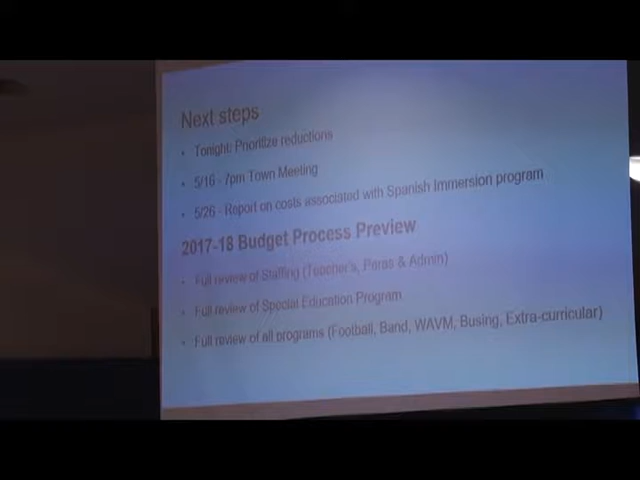 Next steps
• Tonight: Prioritize reductions
• 5/16 - 7pm Town Meeting
• 5/26 - Report on costs associated with Spanish Immersion program
2017-18 Budget Process Preview
• Full review of Staffing (Teacher's, Paras & Admin)
• Full review of Special Education Program
• Full review of all programs (Football, Band, WAVM, Busing, Extra-curricular)